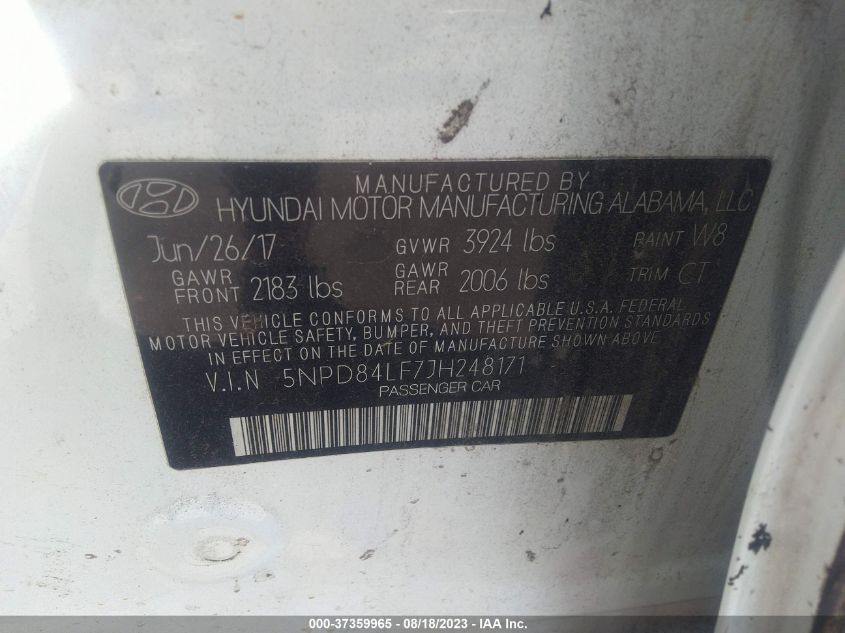 MANUFACTURED BY
HYUNDAI MOTOR MANUFACTURING ALABAMA, LLC
Jun/26/17 GVWR 3924 lbs PAINT W8
GAWR FRONT 2183 lbs GAWR REAR 2006 lbs TRIM CT
THIS VEHICLE CONFORMS TO ALL APPLICABLE U.S.A. FEDERAL
MOTOR VEHICLE SAFETY, BUMPER, AND THEFT PREVENTION STANDARDS
IN EFFECT ON THE DATE OF MANUFACTURE SHOWN ABOVE.
V.I.N 5NPD84LF7JH248171
PASSENGER CAR
000-37359965 - 08/18/2023 - IAA Inc.